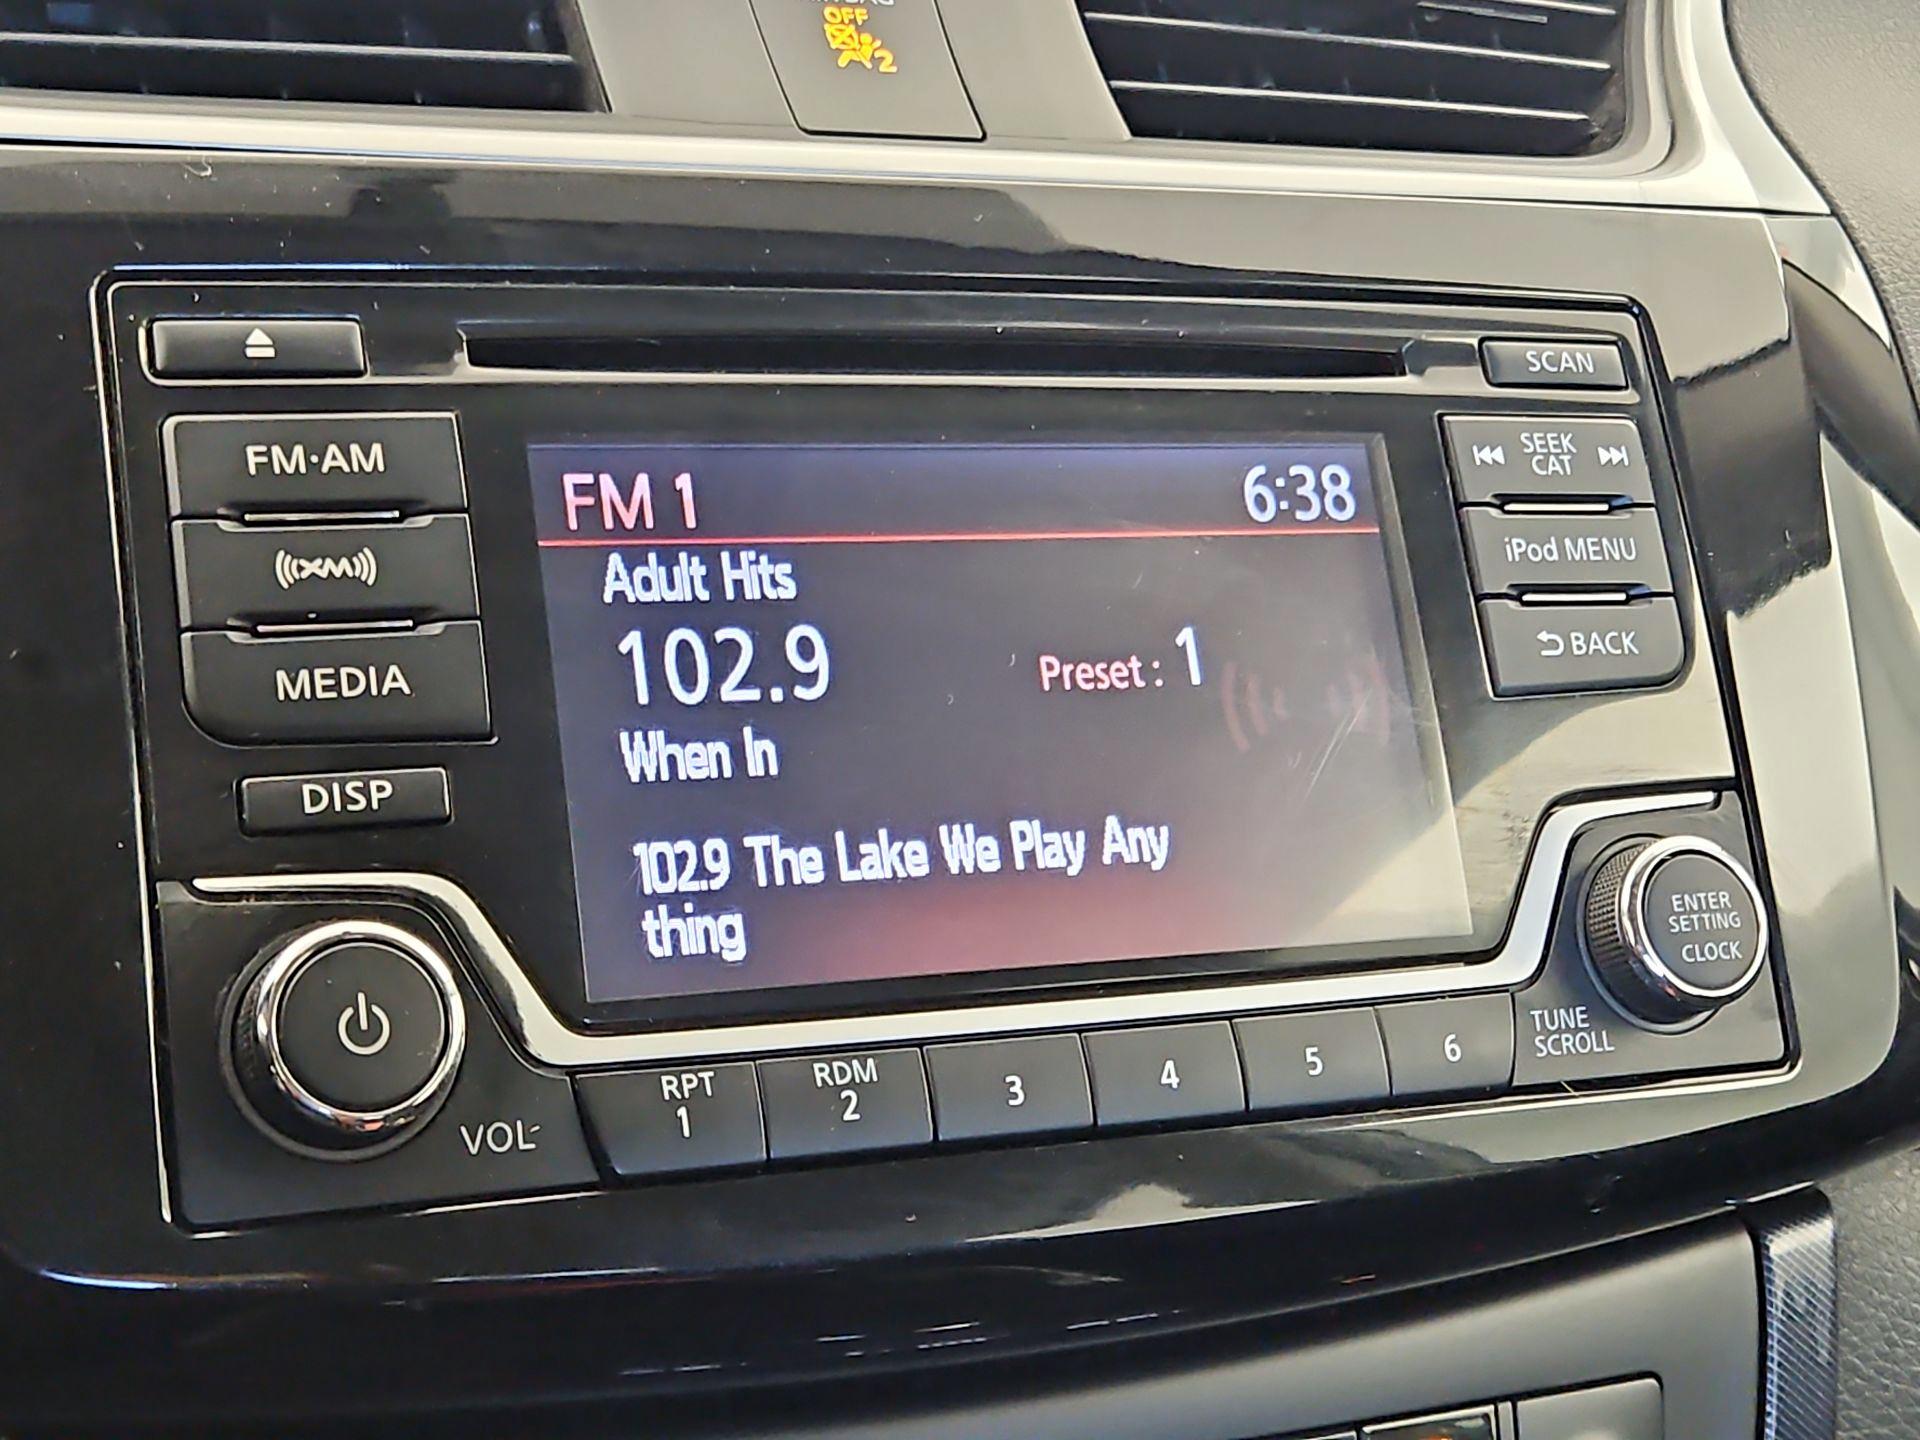 OFF
2
SCAN
FM·AM
SEEK
CAT
FM 1 6:38
XM
Adult Hits
iPod MENU
102.9 Preset : 1
BACK
MEDIA
When In
DISP
102.9 The Lake We Play Any
thing
ENTER
SETTING
CLOCK
TUNE
SCROLL
VOL
RPT
1
RDM
2
3
4
5
6